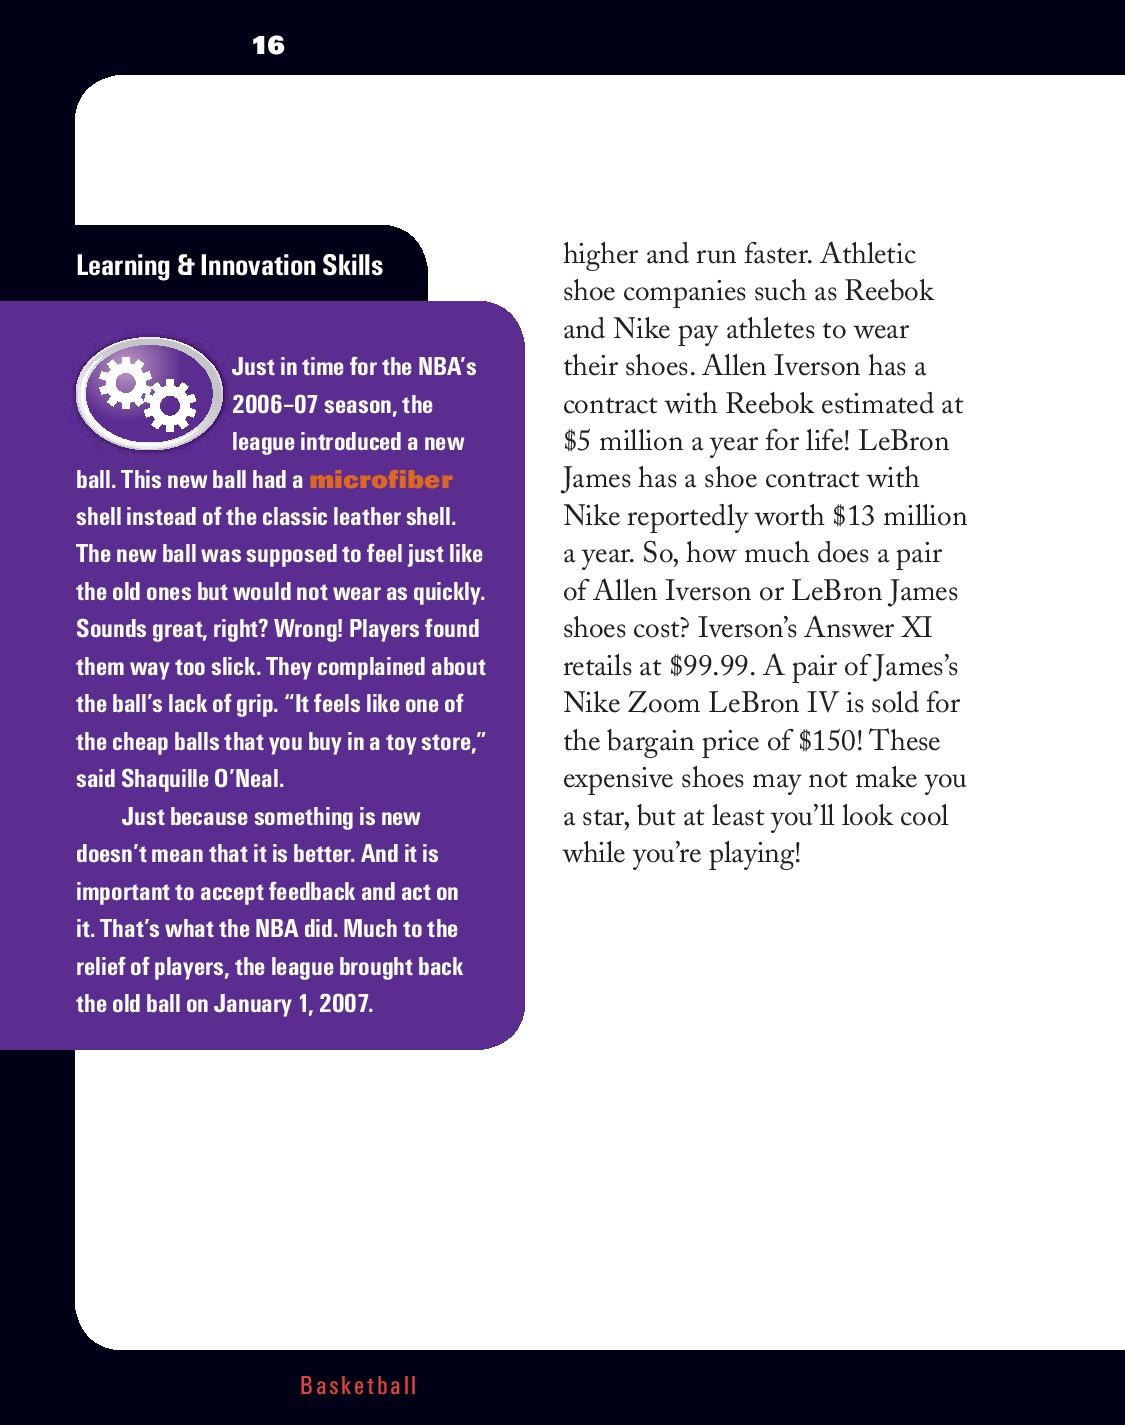 16
Learning & Innovation Skills
Just in time for the NBA’s
2006–07 season, the
league introduced a new
ball. This new ball had a microfiber
shell instead of the classic leather shell.
The new ball was supposed to feel just like
the old ones but would not wear as quickly.
Sounds great, right? Wrong! Players found
them way too slick. They complained about
the ball’s lack of grip. “It feels like one of
the cheap balls that you buy in a toy store,”
said Shaquille O’Neal.
Just because something is new
doesn’t mean that it is better. And it is
important to accept feedback and act on
it. That’s what the NBA did. Much to the
relief of players, the league brought back
the old ball on January 1, 2007.
higher and run faster. Athletic
shoe companies such as Reebok
and Nike pay athletes to wear
their shoes. Allen Iverson has a
contract with Reebok estimated at
$5 million a year for life! LeBron
James has a shoe contract with
Nike reportedly worth $13 million
a year. So, how much does a pair
of Allen Iverson or LeBron James
shoes cost? Iverson’s Answer XI
retails at $99.99. A pair of James’s
Nike Zoom LeBron IV is sold for
the bargain price of $150! These
expensive shoes may not make you
a star, but at least you’ll look cool
while you’re playing!
Basketball